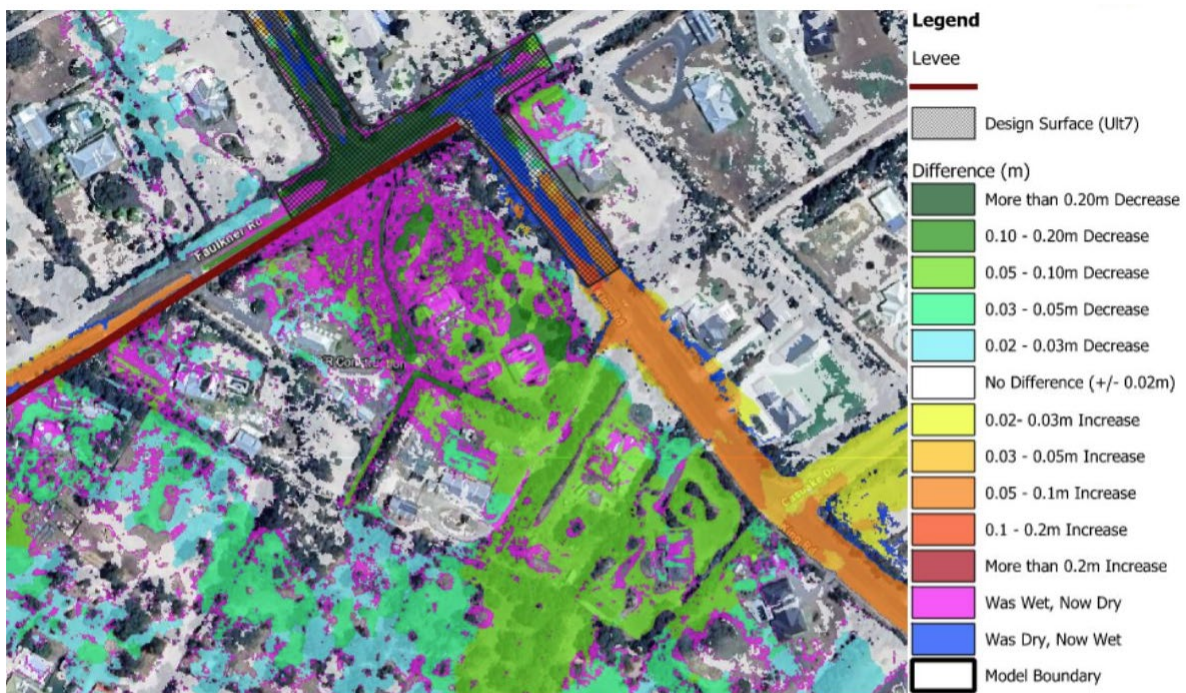 Legend
Levee
Design Surface (Ult7)
Difference (m)
More than 0.20m Decrease
0.10 - 0.20m Decrease
0.05 - 0.10m Decrease
0.03 - 0.05m Decrease
0.02 - 0.03m Decrease
No Difference (+/- 0.02m)
0.02- 0.03m Increase
0.03 - 0.05m Increase
0.05 - 0.1m Increase
0.1 - 0.2m Increase
More than 0.2m Increase
Was Wet, Now Dry
Was Dry, Now Wet
Model Boundary
Faulkner Rd
Construction
King Rd